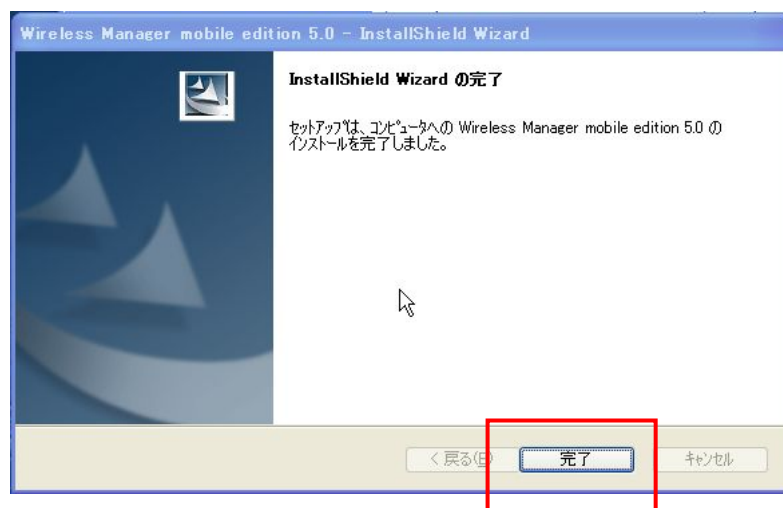 Wireless Manager mobile edition 5.0 - InstallShield Wizard
InstallShield Wizard の完了
セットアップは、コンピュータへの Wireless Manager mobile edition 5.0 の
インストールを完了しました。
< 戻る(B) 完了 キャンセル